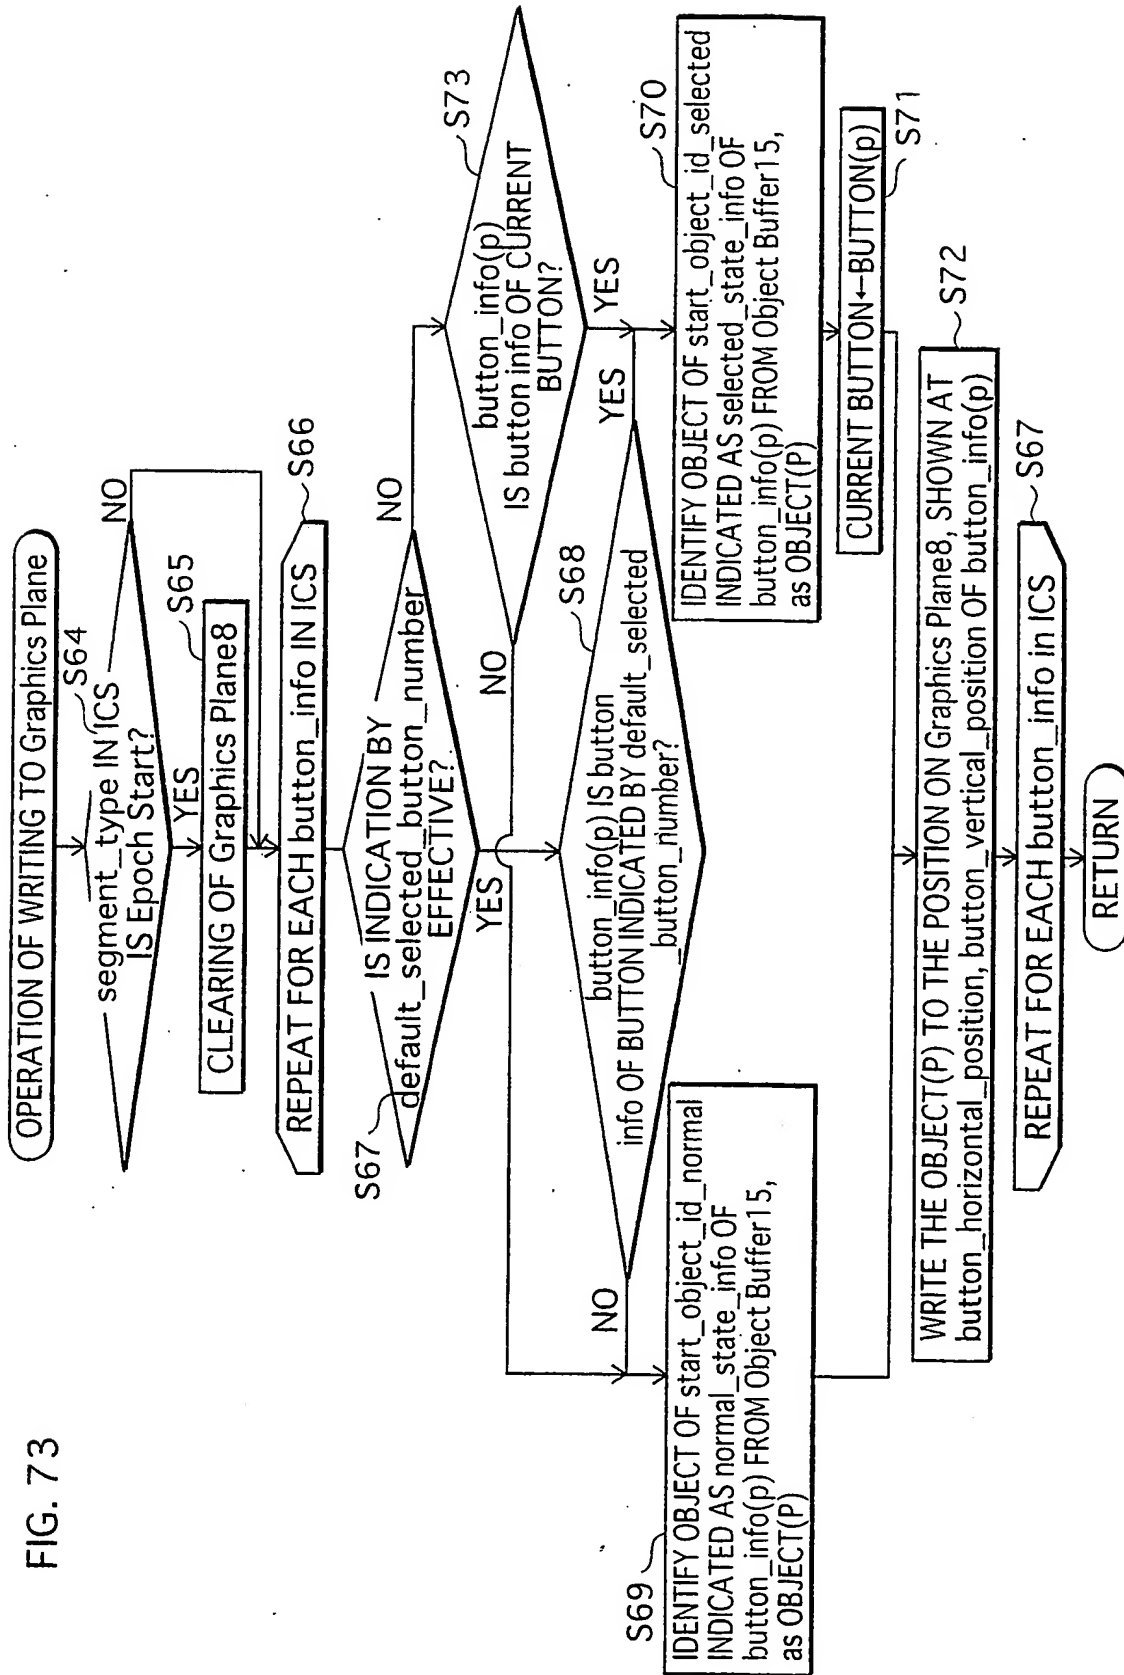 FIG. 73
OPERATION OF WRITING TO Graphics Plane
S64
segment_type IN ICS
IS Epoch Start?
NO
YES
S65
CLEARING OF Graphics Plane8
S66
REPEAT FOR EACH button_info IN ICS
S67
IS INDICATION BY
default_selected_button_number
EFFECTIVE?
NO
YES
S73
button_info(p)
IS button info OF CURRENT
BUTTON?
NO
YES
S68
button_info(p) IS button
info OF BUTTON INDICATED BY default_selected
_button_number?
NO
YES
S69
IDENTIFY OBJECT OF start_object_id_normal
INDICATED AS normal_state_info OF
button_info(p) FROM Object Buffer15,
as OBJECT(P)
S70
IDENTIFY OBJECT OF start_object_id_selected
INDICATED AS selected_state_info OF
button_info(p) FROM Object Buffer15,
as OBJECT(P)
CURRENT BUTTON←BUTTON(p)
S71
S72
WRITE THE OBJECT(P) TO THE POSITION ON Graphics Plane8, SHOWN AT
button_horizontal_position, button_vertical_position OF button_info(p)
S67
REPEAT FOR EACH button_info in ICS
RETURN